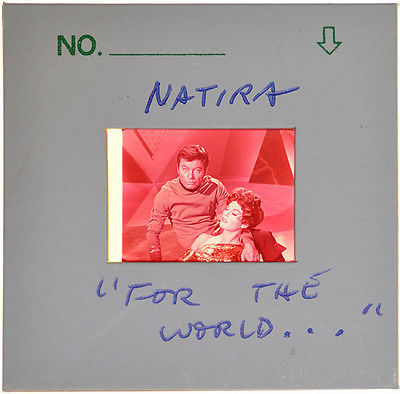 NO.
NATIRA
"FOR THE
WORLD..."